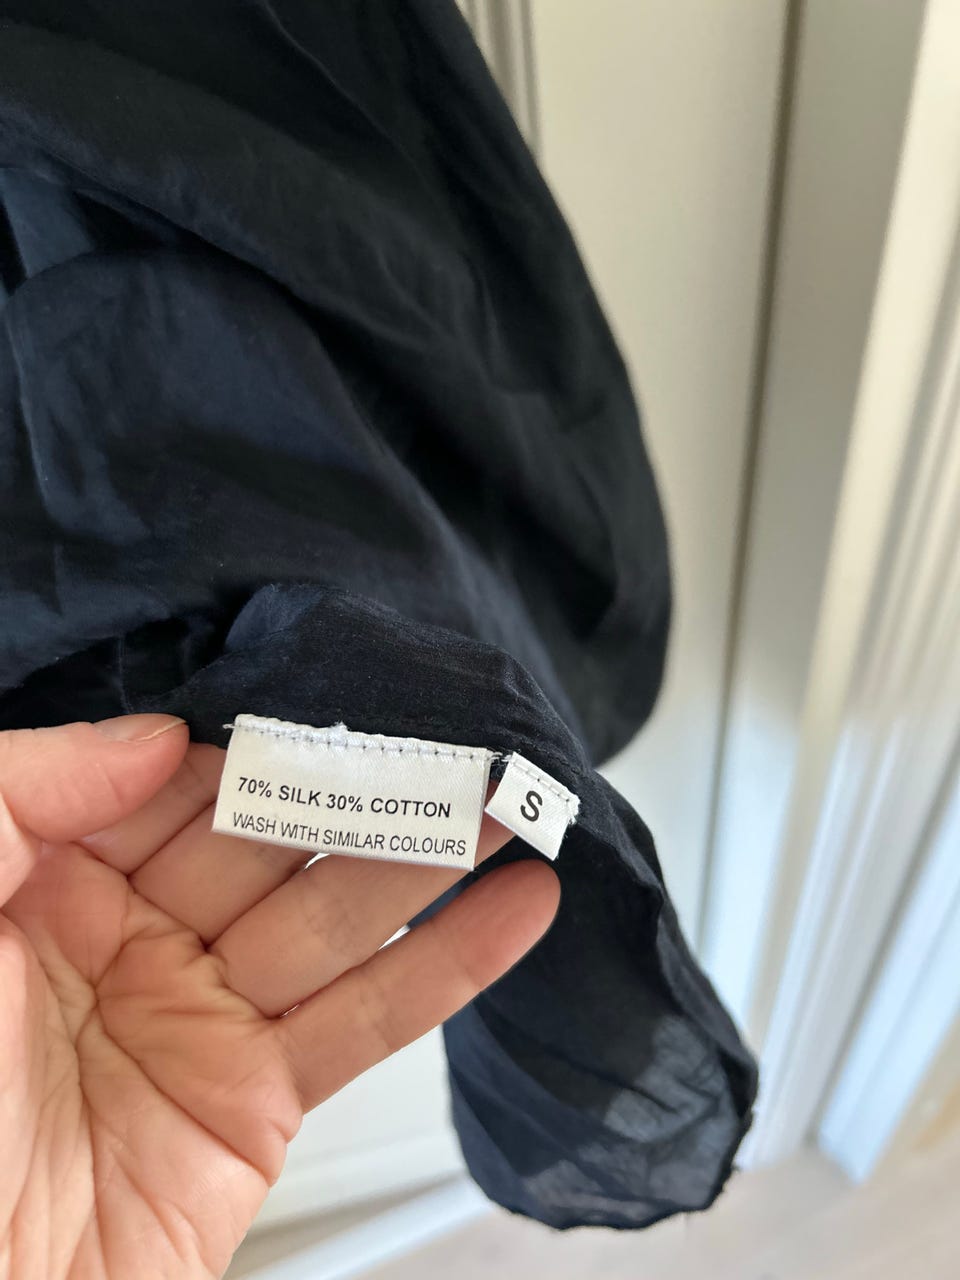 70% SILK 30% COTTON
WASH WITH SIMILAR COLOURS
S